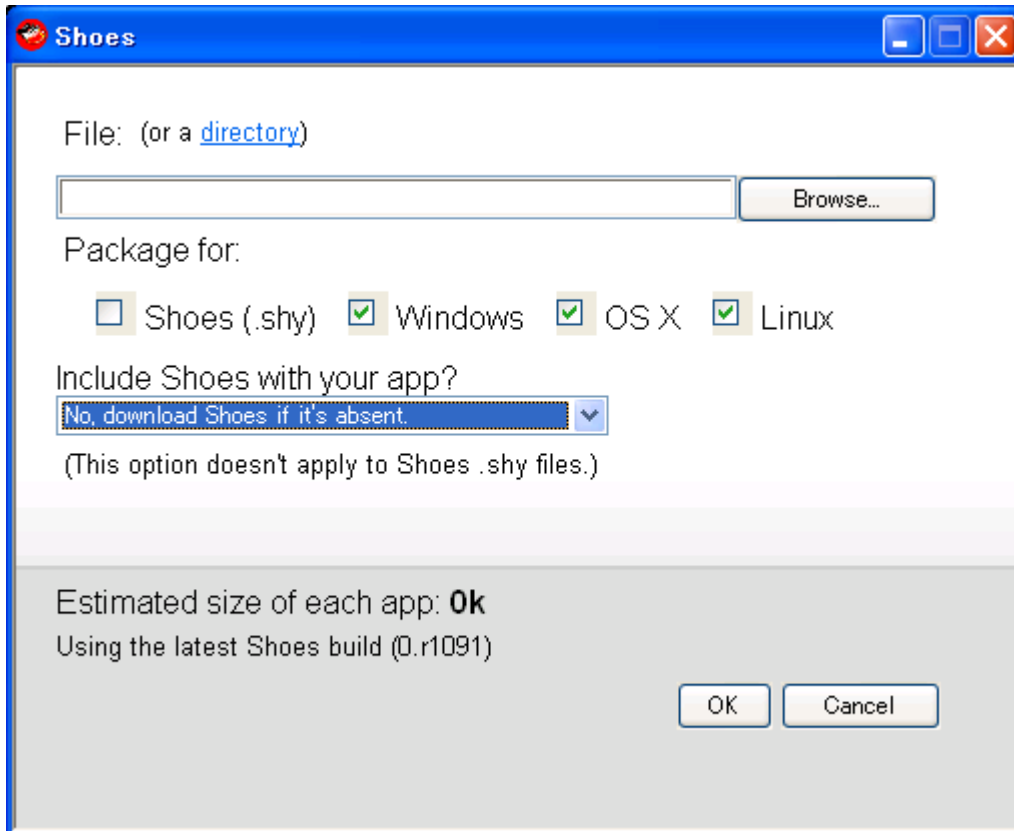 Shoes
File: (or a directory)
Browse...
Package for:
Shoes (.shy) Windows OS X Linux
Include Shoes with your app?
No, download Shoes if it's absent.
(This option doesn't apply to Shoes .shy files.)
Estimated size of each app: 0k
Using the latest Shoes build (0.r1091)
OK Cancel